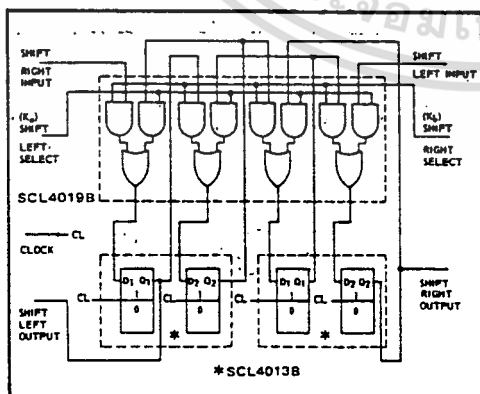 SHIFT
RIGHT
INPUT
SHIFT
LEFT INPUT
(Ka)
SHIFT
LEFT-
SELECT
(Kb)
SHIFT
RIGHT
SELECT
SCL4019B
CL
CLOCK
D1 Q1
D2 Q2
D1 Q1
D2 Q2
CL
CL
CL
CL
SHIFT
LEFT
OUTPUT
SHIFT
RIGHT
OUTPUT
*
*
*SCL4013B